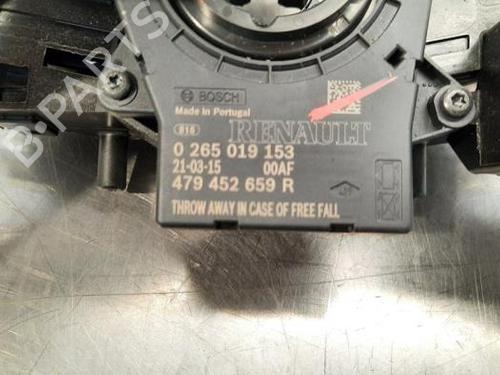 B-PARTS
BOSCH
Made in Portugal
RENAULT
0 265 019 153
21-03-15 00AF
479 452 659 R
THROW AWAY IN CASE OF FREE FALL
B-PARTS